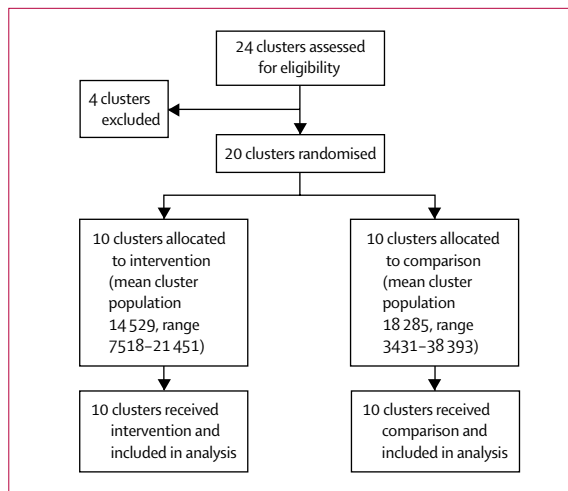 24 clusters assessed
for eligibility
4 clusters
excluded
20 clusters randomised
10 clusters allocated
to intervention
(mean cluster
population
14 529, range
7518–21 451)
10 clusters allocated
to comparison
(mean cluster
population
18 285, range
3431–38 393)
10 clusters received
intervention and
included in analysis
10 clusters received
comparison and
included in analysis